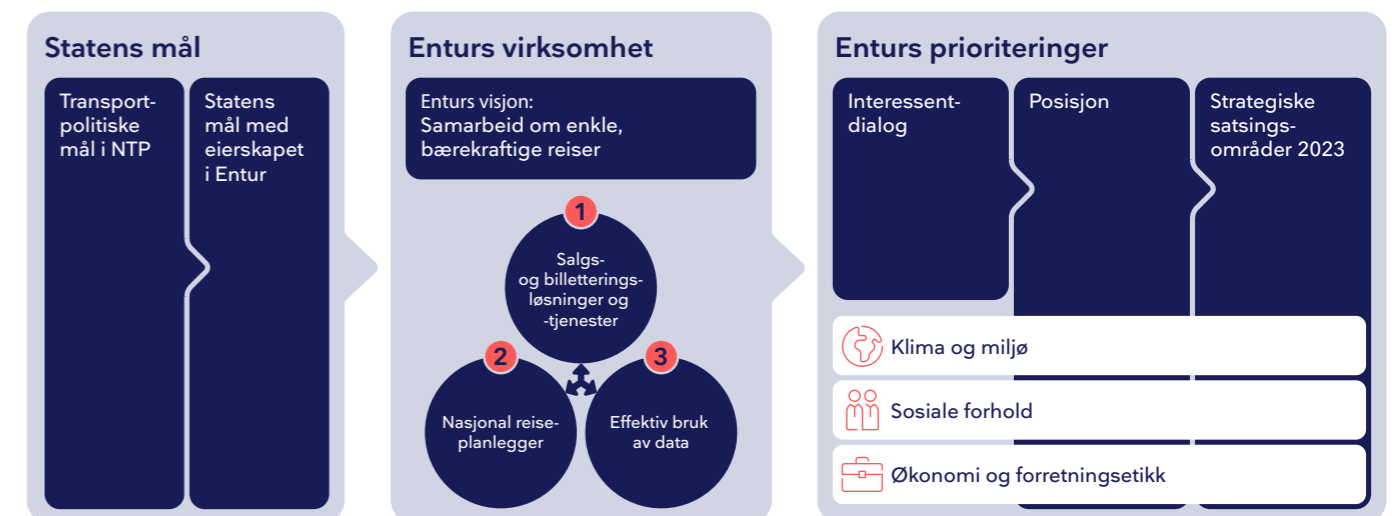 Statens mål
Transport-
politiske
mål i NTP
Statens
mål med
eierskapet
i Entur
Enturs virksomhet
Enturs visjon:
Samarbeid om enkle,
bærekraftige reiser
1
Salgs-
og billetterings-
løsninger og
-tjenester
2
Nasjonal reise-
planlegger
3
Effektiv bruk
av data
Enturs prioriteringer
Interessent-
dialog
Posisjon
Strategiske
satsings-
områder 2023
Klima og miljø
Sosiale forhold
Økonomi og forretningsetikk